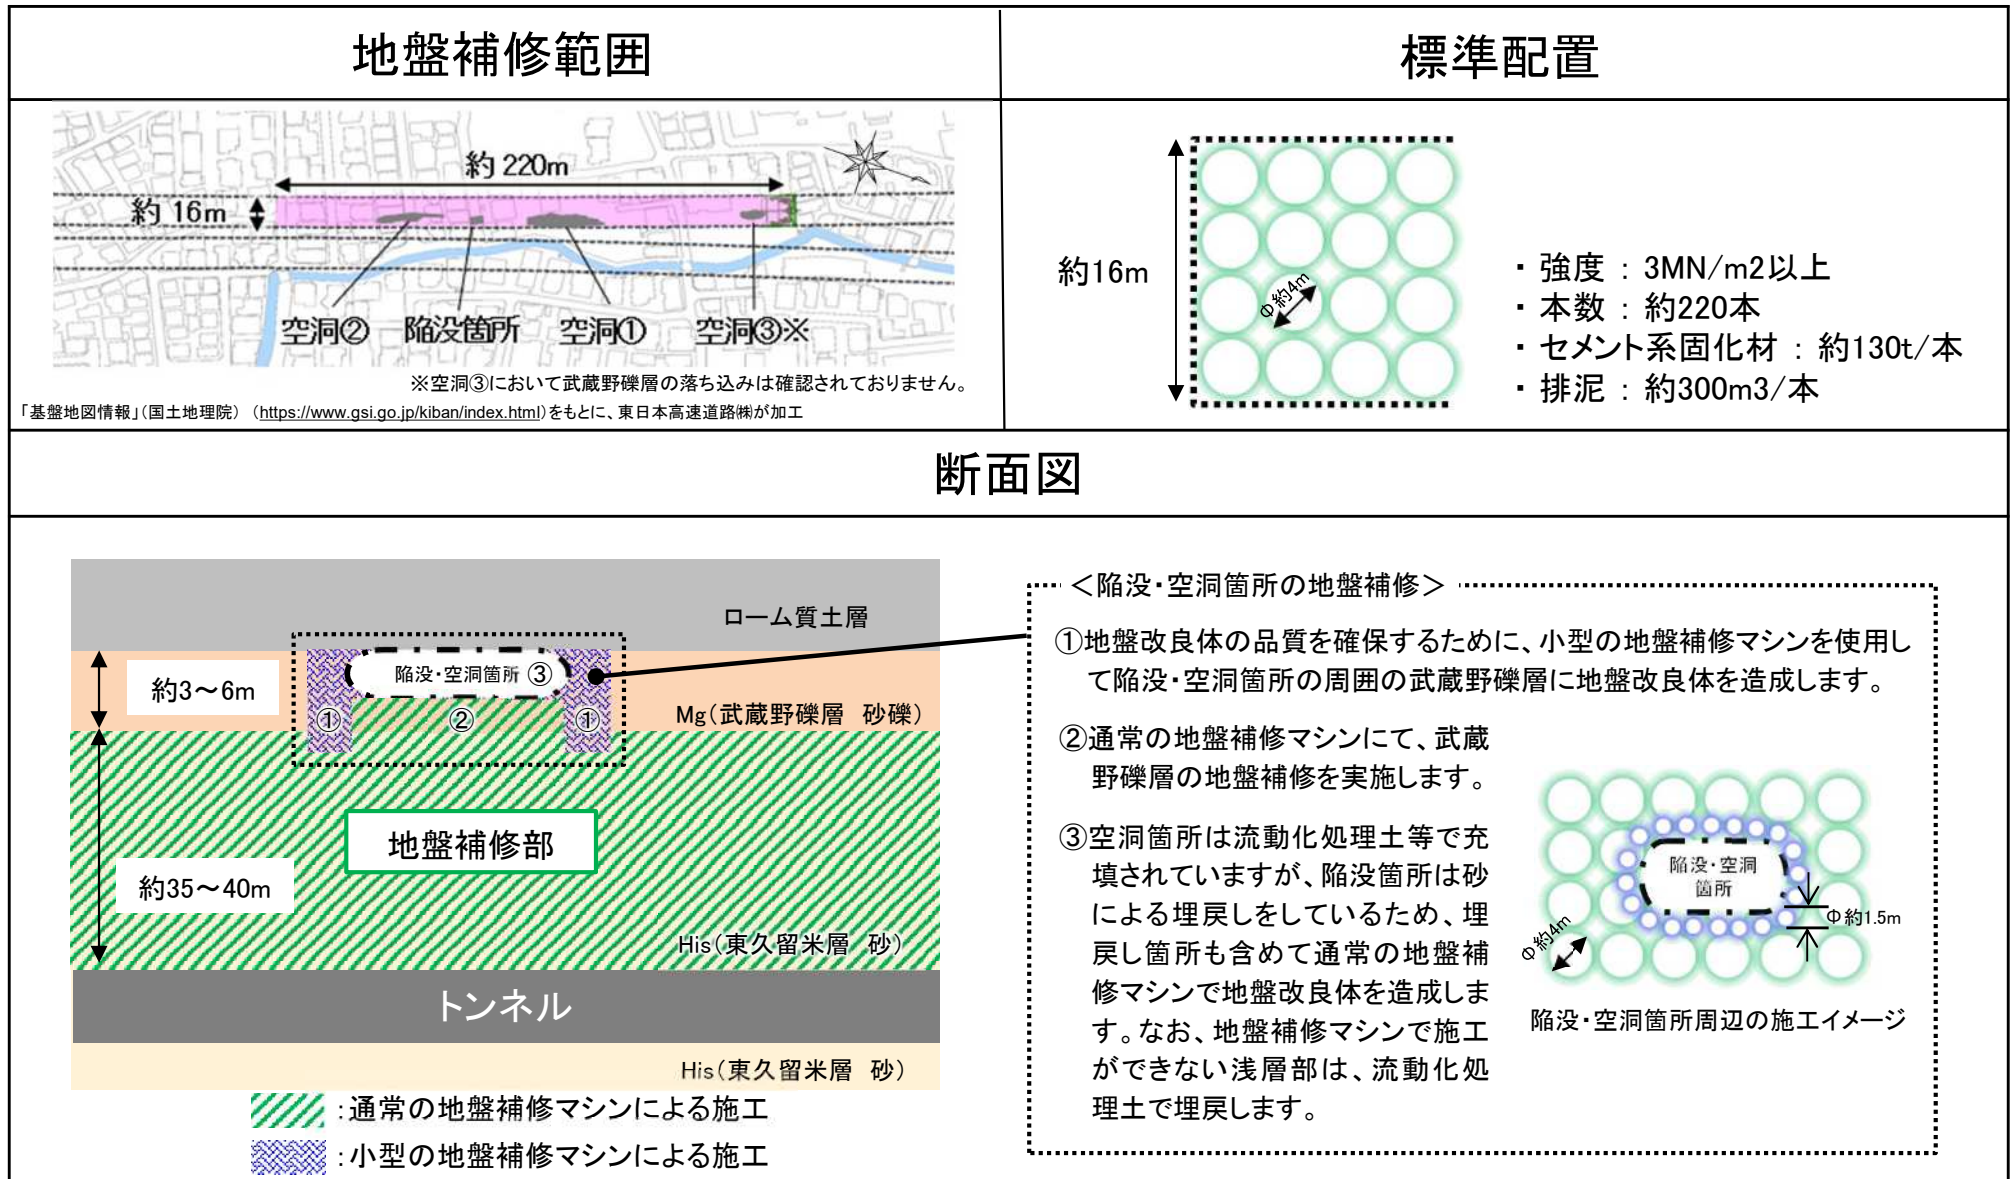 地盤補修範囲
標準配置
約 220m
約 16m
空洞②
陥没箇所
空洞①
空洞③※
※空洞③において武蔵野礫層の落ち込みは確認されておりません。
「基盤地図情報」(国土地理院) (https://www.gsi.go.jp/kiban/index.html)をもとに、東日本高速道路㈱が加工
約16m
Φ約4m
・ 強度 : 3MN/m2以上
・ 本数 : 約220本
・ セメント系固化材 : 約130t/本
・ 排泥 : 約300m3/本
断面図
ローム質土層
陥没・空洞箇所 ③
約3～6m
①
②
①
Mg(武蔵野礫層 砂礫)
地盤補修部
約35～40m
His(東久留米層 砂)
トンネル
His(東久留米層 砂)
:通常の地盤補修マシンによる施工
:小型の地盤補修マシンによる施工
＜陥没・空洞箇所の地盤補修＞
①地盤改良体の品質を確保するために、小型の地盤補修マシンを使用し
て陥没・空洞箇所の周囲の武蔵野礫層に地盤改良体を造成します。
②通常の地盤補修マシンにて、武蔵
野礫層の地盤補修を実施します。
③空洞箇所は流動化処理土等で充
填されていますが、陥没箇所は砂
による埋戻しをしているため、埋
戻し箇所も含めて通常の地盤補
修マシンで地盤改良体を造成しま
す。なお、地盤補修マシンで施工
ができない浅層部は、流動化処
理土で埋戻します。
陥没・空洞
箇所
Φ約1.5m
Φ約4m
陥没・空洞箇所周辺の施工イメージ